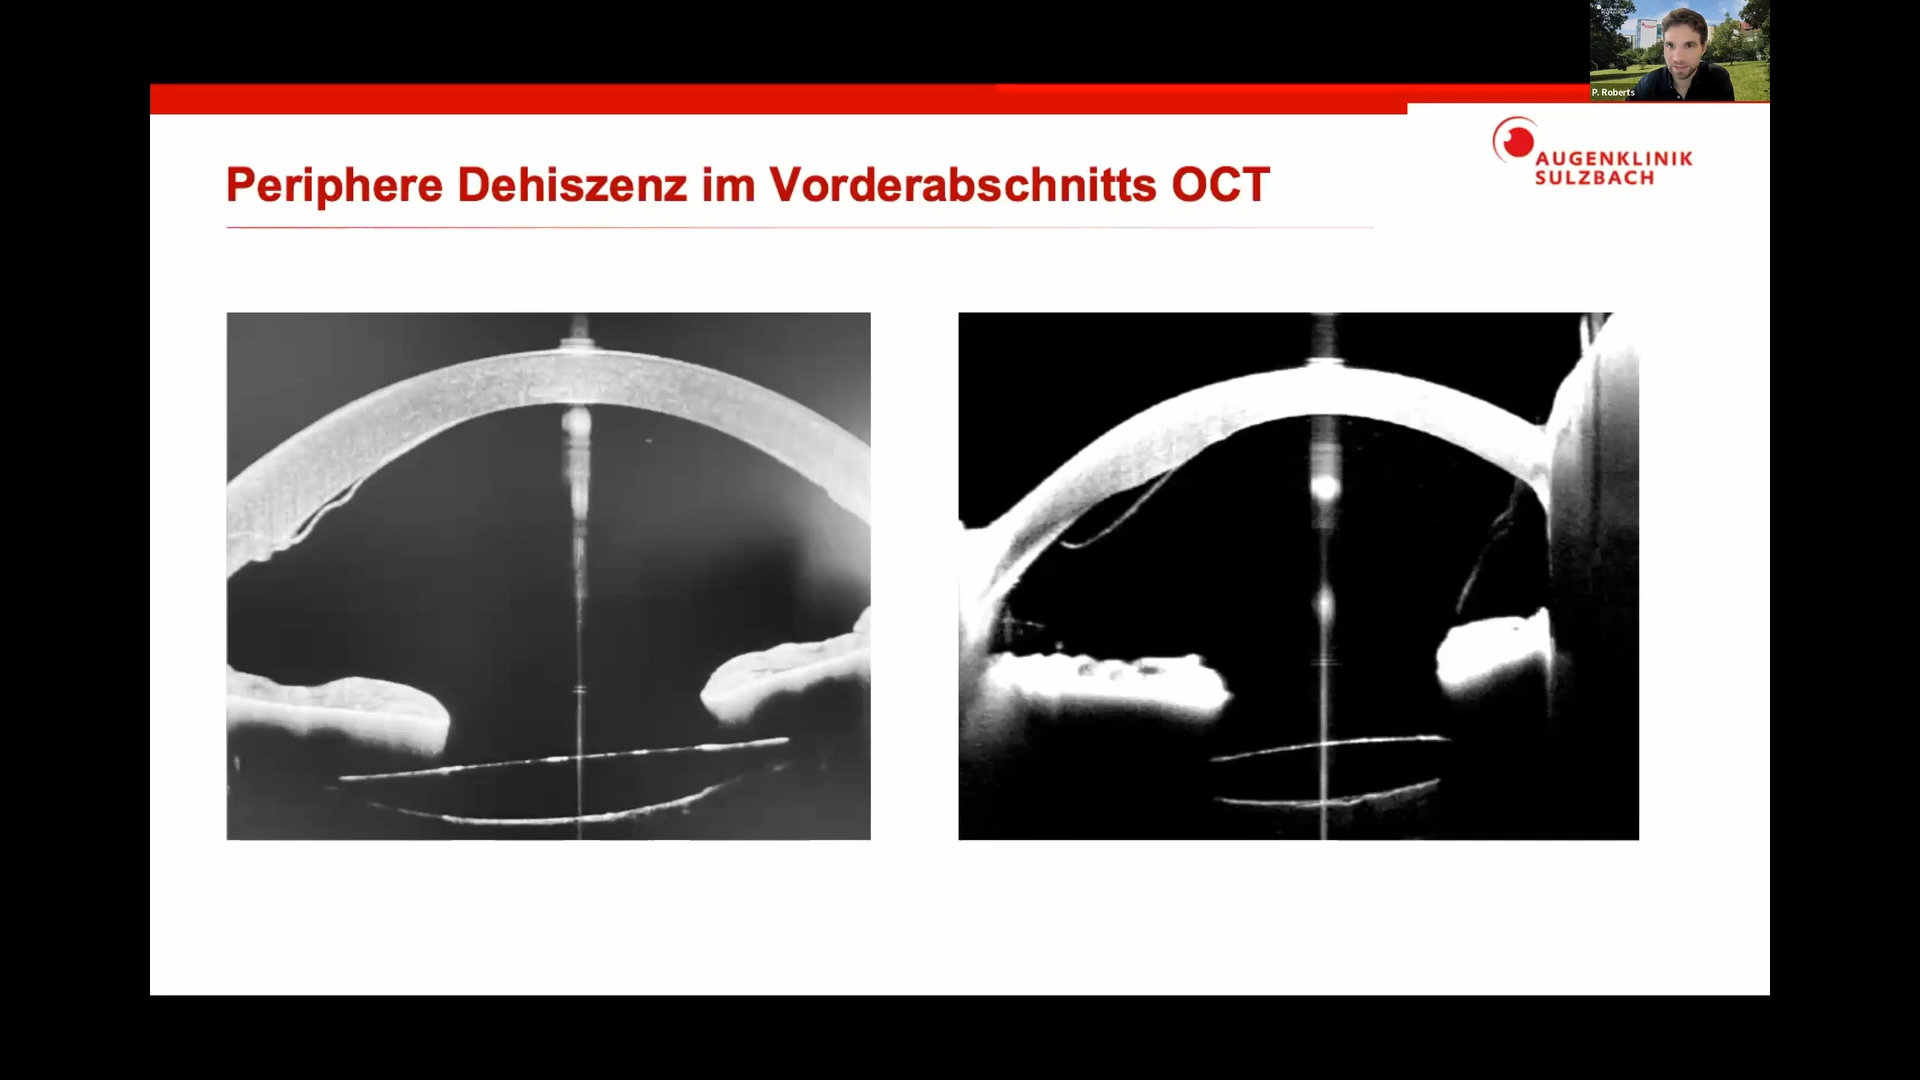 P. Roberts
Periphere Dehiszenz im Vorderabschnitts OCT
AUGENKLINIK
SULZBACH